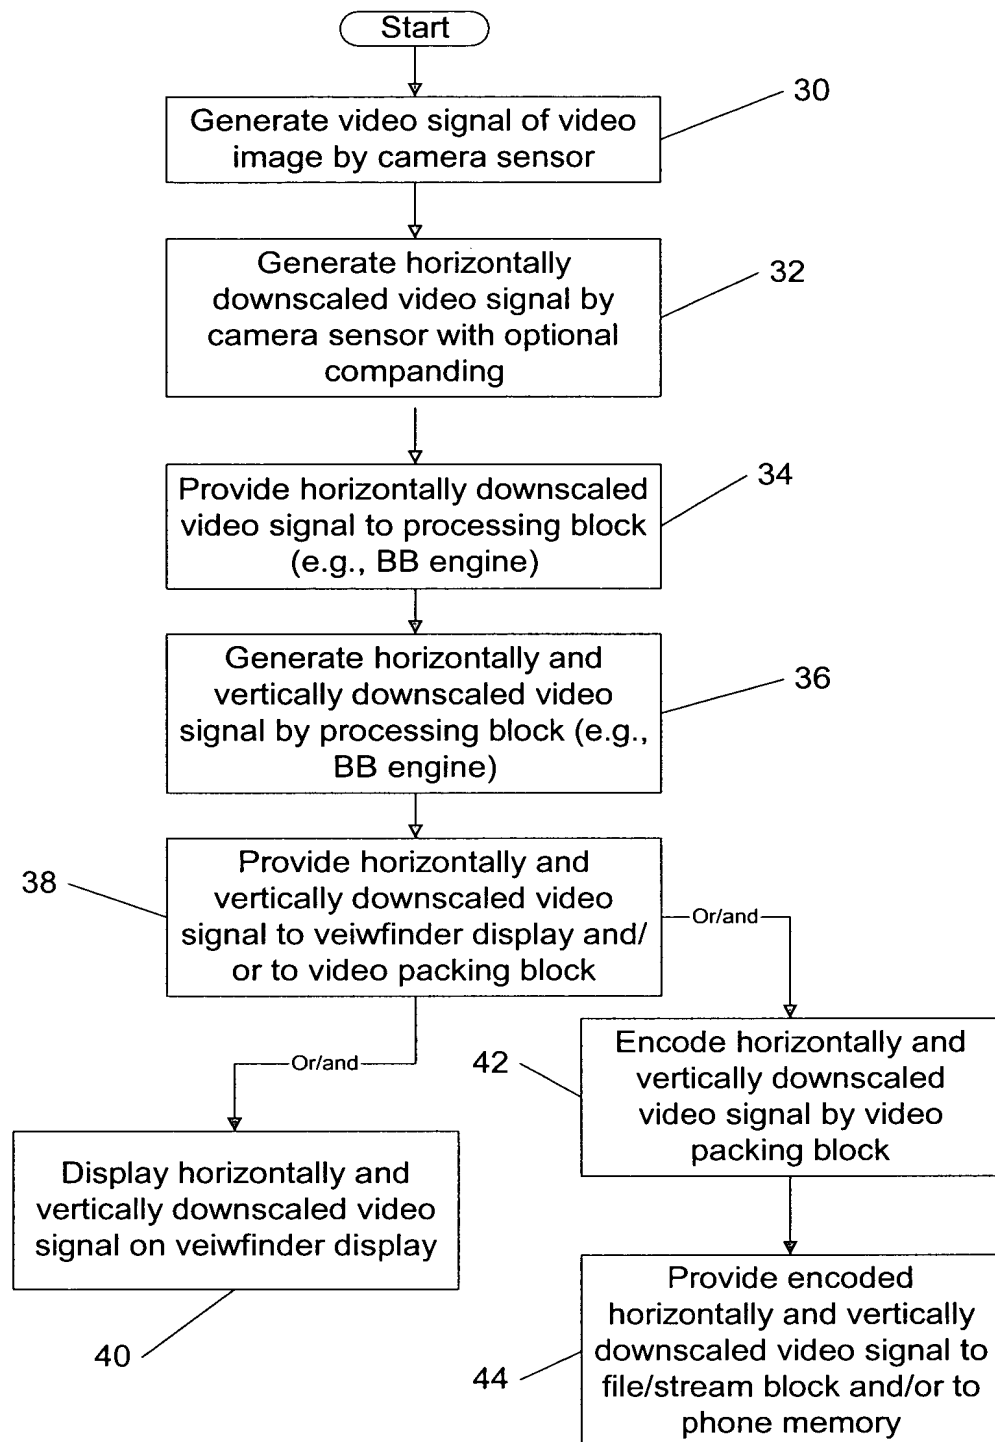 Start
30
Generate video signal of video
image by camera sensor
32
Generate horizontally
downscaled video signal by
camera sensor with optional
companding
34
Provide horizontally downscaled
video signal to processing block
(e.g., BB engine)
36
Generate horizontally and
vertically downscaled video
signal by processing block (e.g.,
BB engine)
38
Provide horizontally and
vertically downscaled video
signal to veiwfinder display and/
or to video packing block
Or/and
Or/and
42
Encode horizontally and
vertically downscaled
video signal by video
packing block
Display horizontally and
vertically downscaled video
signal on veiwfinder display
40
44
Provide encoded
horizontally and vertically
downscaled video signal to
file/stream block and/or to
phone memory